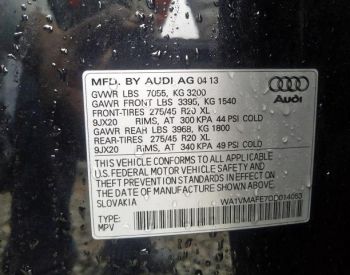 MFD. BY AUDI AG 04 13
GVWR LBS 7055, KG 3200
GAWR FRONT LBS 3395, KG 1540
FRONT-TIRES 275/45 R20 XL
9JX20 RIMS, AT 300 KPA 44 PSI COLD
GAWR REAR LBS 3968, KG 1800
REAR-TIRES 275/45 R20 XL
9JX20 RIMS, AT 340 KPA 49 PSI COLD
Audi
THIS VEHICLE CONFORMS TO ALL APPLICABLE
U.S. FEDERAL MOTOR VEHICLE SAFETY AND
THEFT PREVENTION STANDARDS IN EFFECT ON
THE DATE OF MANUFACTURE SHOWN ABOVE.
SLOVAKIA
TYPE:
MPV